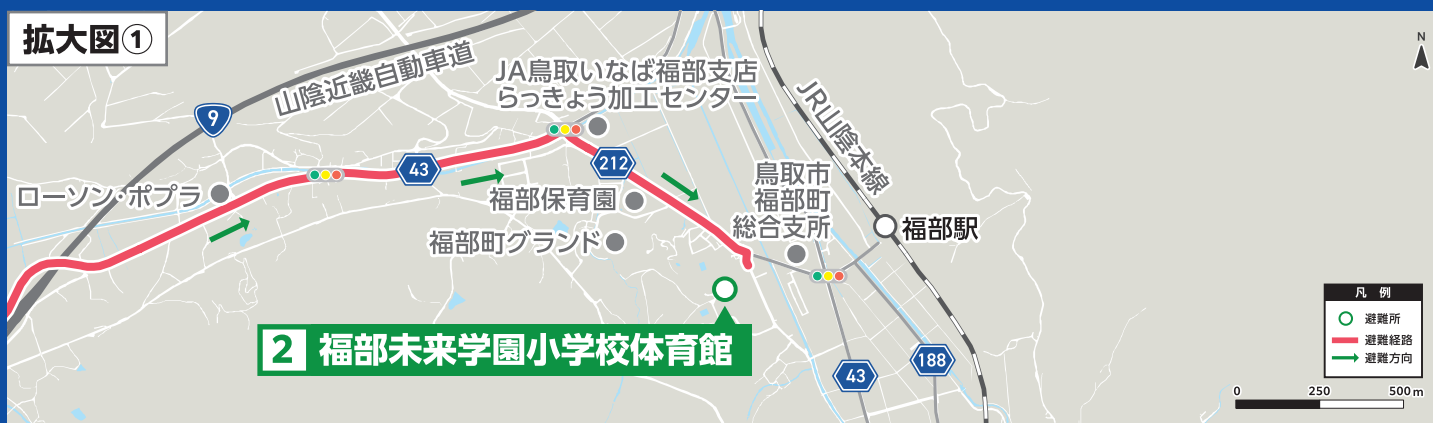 拡大図①
N
山陰近畿自動車道
9
JA鳥取いなば福部支店
らっきょう加工センター
JR山陰本線
43
212
ローソン・ポプラ
福部保育園
福部町グランド
鳥取市
福部町
総合支所
福部駅
2 福部未来学園小学校体育館
43
188
凡 例
避難所
避難経路
避難方向
0 250 500m